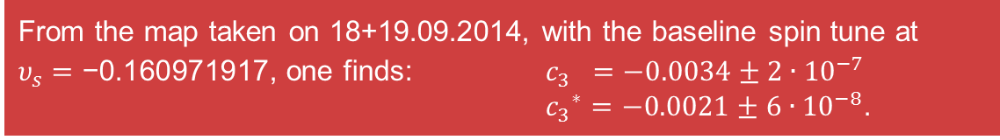 From the map taken on 18+19.09.2014, with the baseline spin tune at
υₛ = −0.160971917, one finds: c₃ = −0.0034 ± 2 · 10⁻⁷
c₃* = −0.0021 ± 6 · 10⁻⁸.